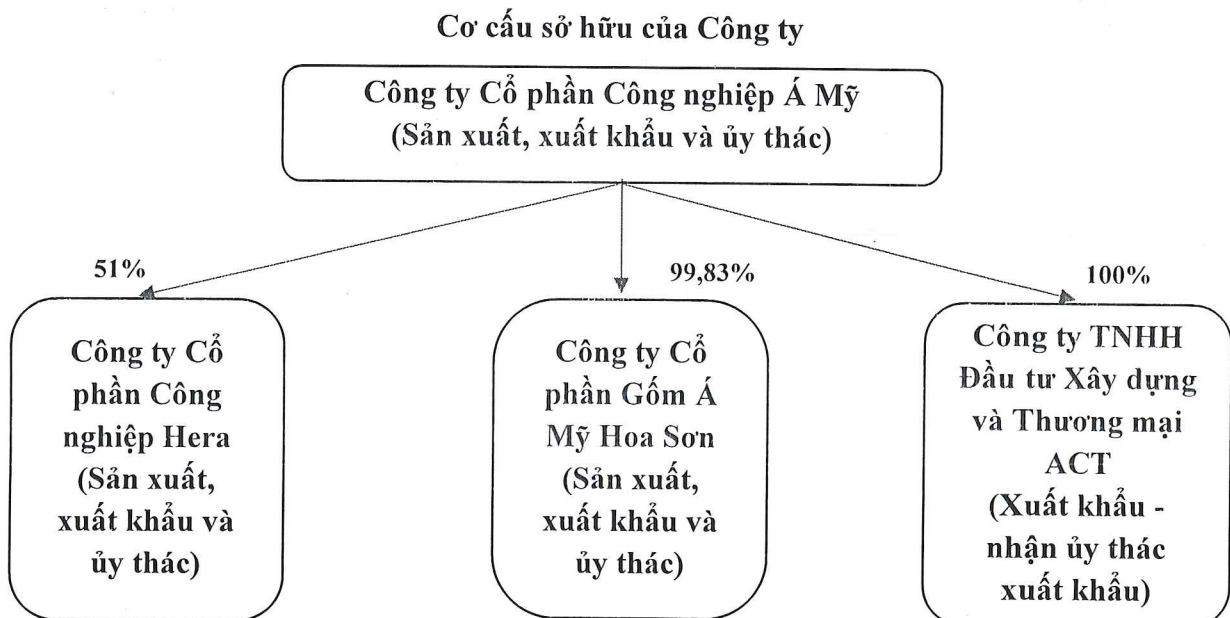 Cơ cấu sở hữu của Công ty
Công ty Cổ phần Công nghiệp Á Mỹ
(Sản xuất, xuất khẩu và ủy thác)
51%
99,83%
100%
Công ty Cổ
phần Công
nghiệp Hera
(Sản xuất,
xuất khẩu và
ủy thác)
Công ty Cổ
phần Gốm Á
Mỹ Hoa Sơn
(Sản xuất,
xuất khẩu và
ủy thác)
Công ty TNHH
Đầu tư Xây dựng
và Thương mại
ACT
(Xuất khẩu -
nhận ủy thác
xuất khẩu)